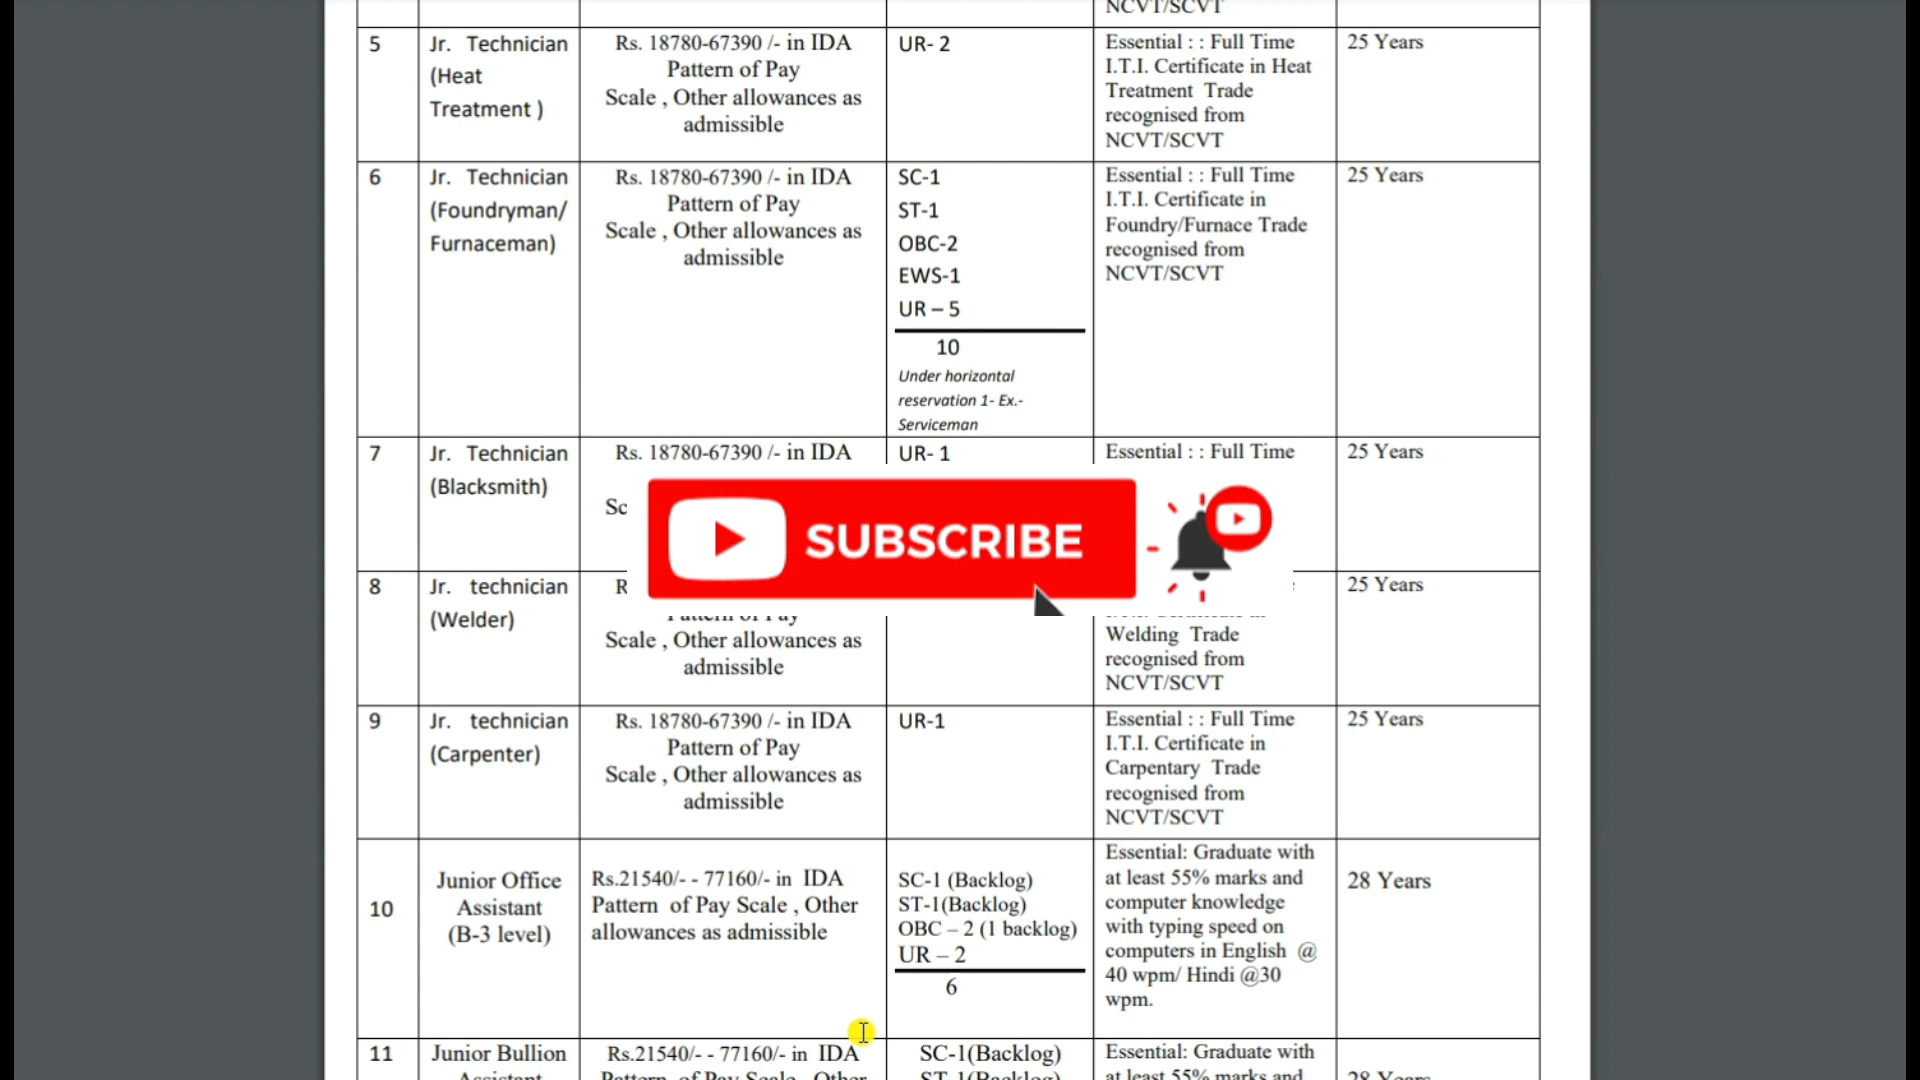 NCVT/SCVT
5
Jr. Technician
(Heat
Treatment )
Rs. 18780-67390 /- in IDA
Pattern of Pay
Scale , Other allowances as
admissible
UR- 2
Essential : : Full Time
I.T.I. Certificate in Heat
Treatment Trade
recognised from
NCVT/SCVT
25 Years
6
Jr. Technician
(Foundryman/
Furnaceman)
Rs. 18780-67390 /- in IDA
Pattern of Pay
Scale , Other allowances as
admissible
SC-1
ST-1
OBC-2
EWS-1
UR – 5
10
Under horizontal
reservation 1- Ex.-
Serviceman
Essential : : Full Time
I.T.I. Certificate in
Foundry/Furnace Trade
recognised from
NCVT/SCVT
25 Years
7
Jr. Technician
(Blacksmith)
Rs. 18780-67390 /- in IDA
Sc
UR- 1
Essential : : Full Time
25 Years
SUBSCRIBE
8
Jr. technician
(Welder)
R
Pattern of Pay
Scale , Other allowances as
admissible
Welding Trade
recognised from
NCVT/SCVT
25 Years
9
Jr. technician
(Carpenter)
Rs. 18780-67390 /- in IDA
Pattern of Pay
Scale , Other allowances as
admissible
UR-1
Essential : : Full Time
I.T.I. Certificate in
Carpentary Trade
recognised from
NCVT/SCVT
25 Years
10
Junior Office
Assistant
(B-3 level)
Rs.21540/- - 77160/- in IDA
Pattern of Pay Scale , Other
allowances as admissible
SC-1 (Backlog)
ST-1(Backlog)
OBC – 2 (1 backlog)
UR – 2
6
Essential: Graduate with
at least 55% marks and
computer knowledge
with typing speed on
computers in English @
40 wpm/ Hindi @30
wpm.
28 Years
11
Junior Bullion
Assistant
Rs.21540/- - 77160/- in IDA
Pattern of Pay Scale , Other
SC-1(Backlog)
ST-1(Backlog)
Essential: Graduate with
at least 55% marks and
28 Years